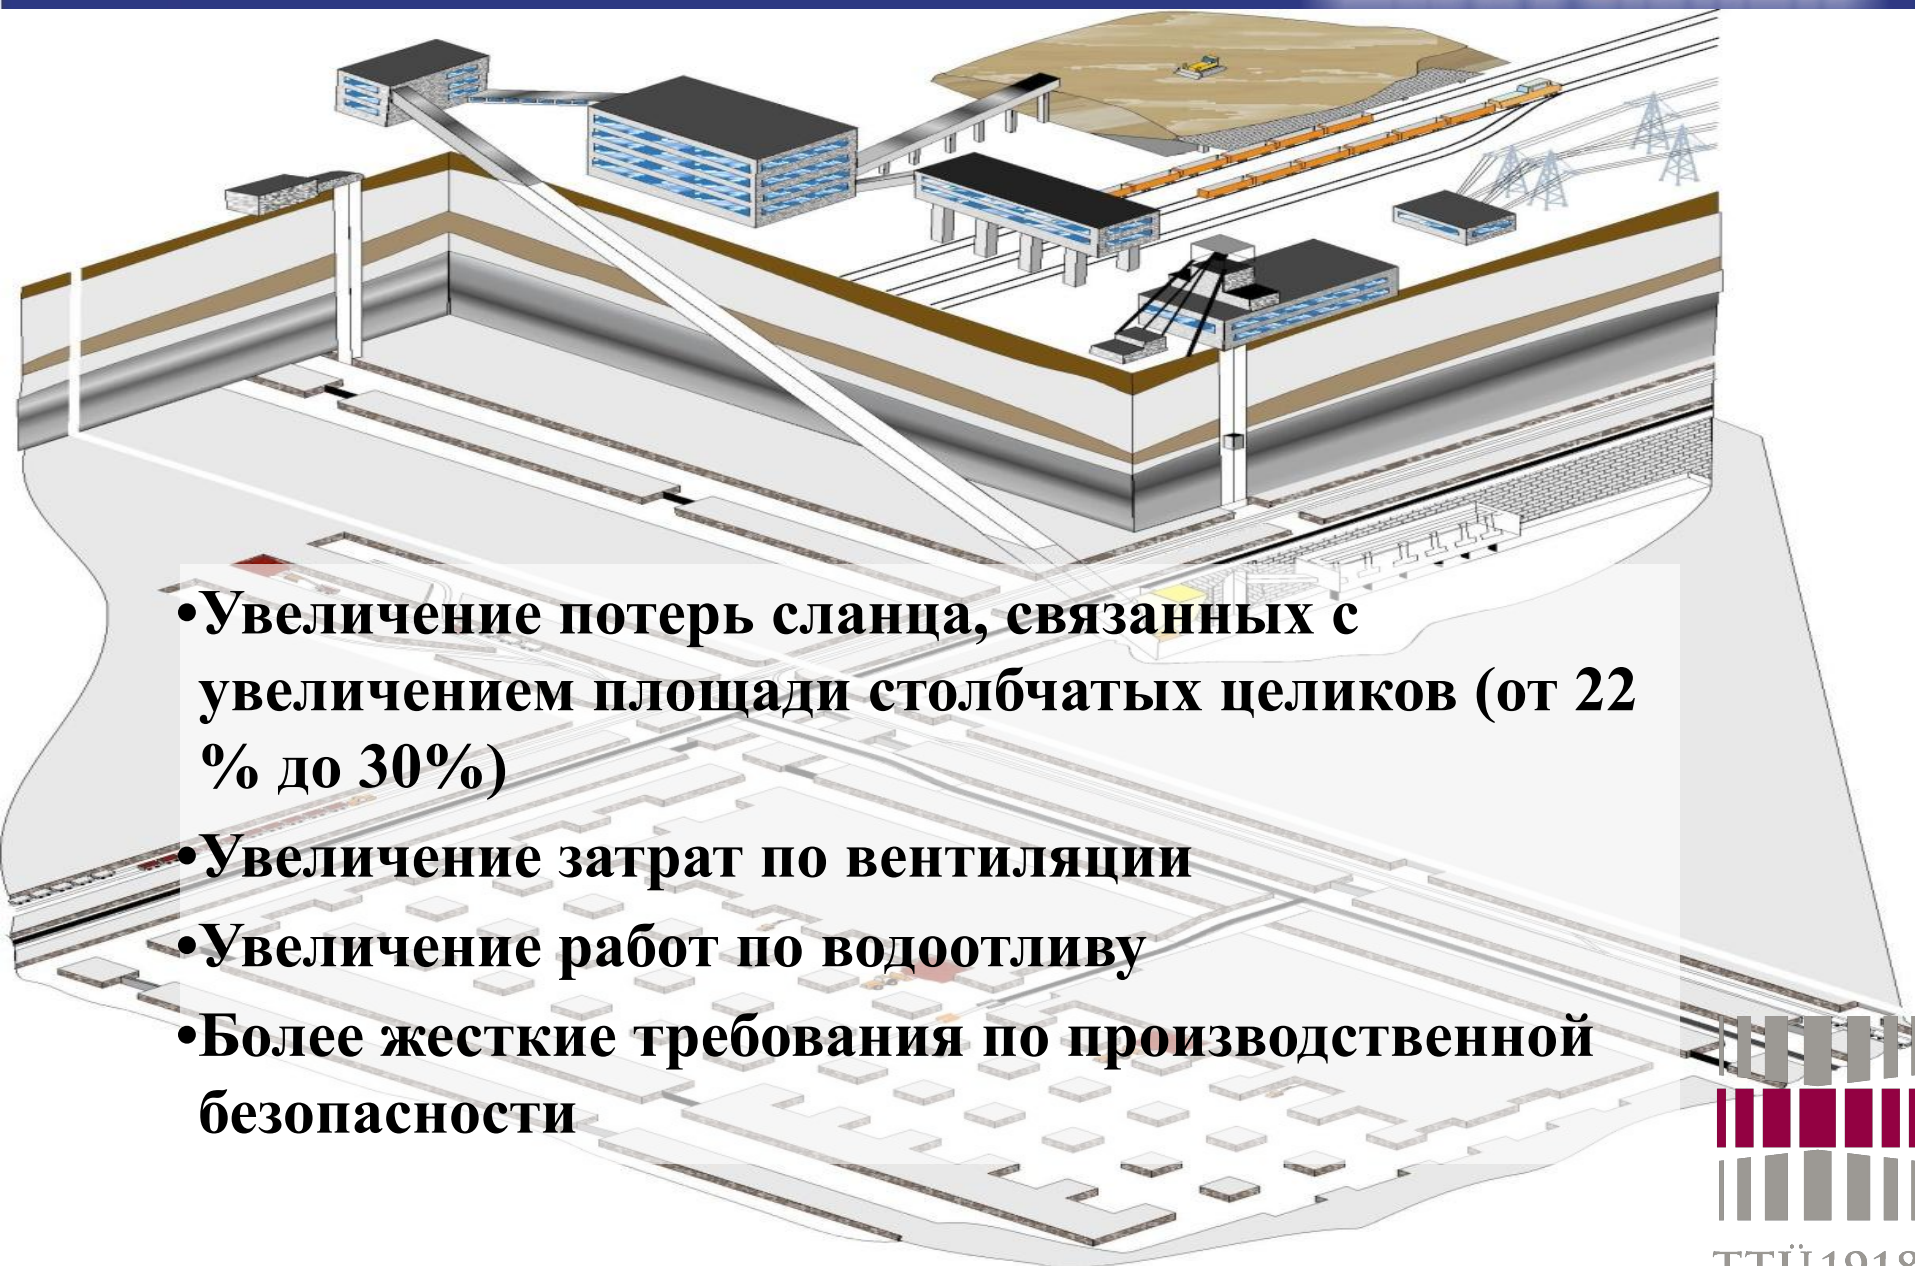 •Увеличение потерь сланца, связанных с
увеличением площади столбчатых целиков (от 22
% до 30%)
•Увеличение затрат по вентиляции
•Увеличение работ по водоотливу
•Более жесткие требования по производственной
безопасности
TTÜ1918